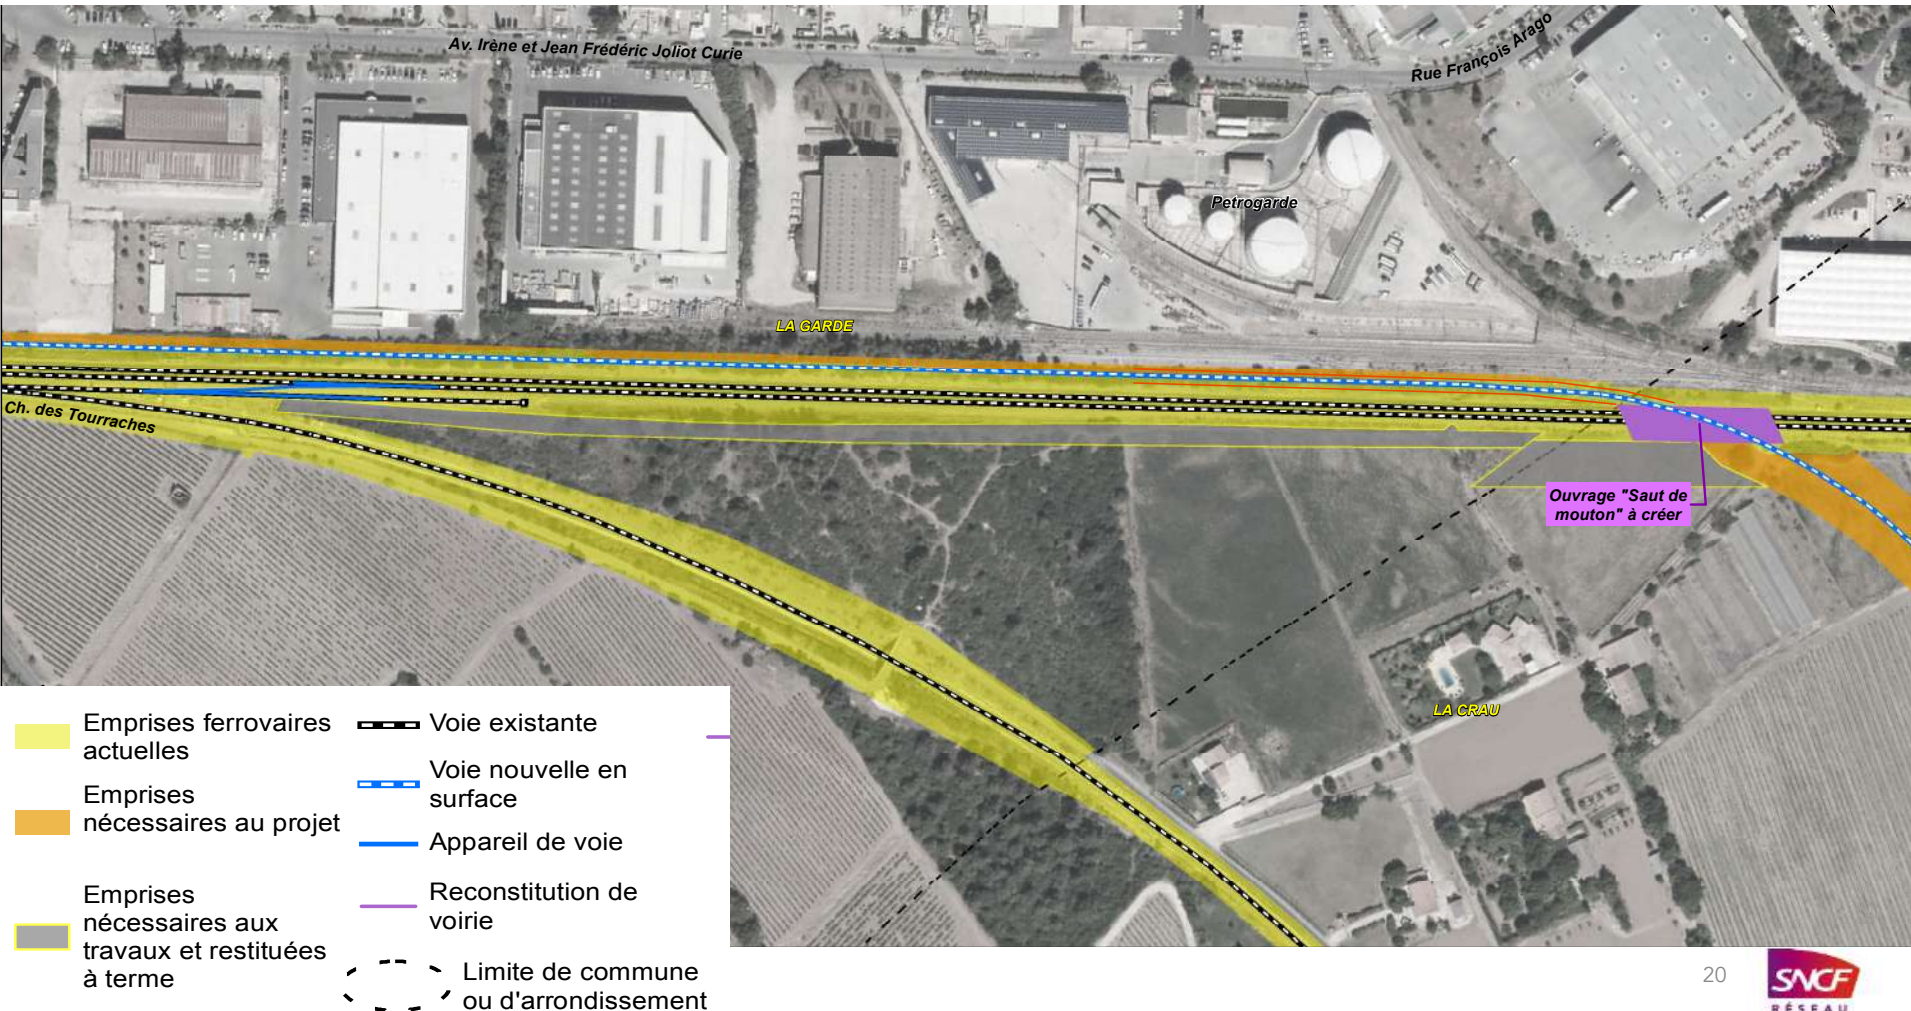 Av. Irène et Jean Frédéric Joliot Curie
Rue François Arago
Petrogarde
LA GARDE
Ch. des Tourraches
Ouvrage "Saut de
mouton" à créer
LA CRAU
Emprises ferrovaires
actuelles
Emprises
nécessaires au projet
Emprises
nécessaires aux
travaux et restituées
à terme
Voie existante
Voie nouvelle en
surface
Appareil de voie
Reconstitution de
voirie
Limite de commune
ou d'arrondissement
20
SNCF
RÉSEAU